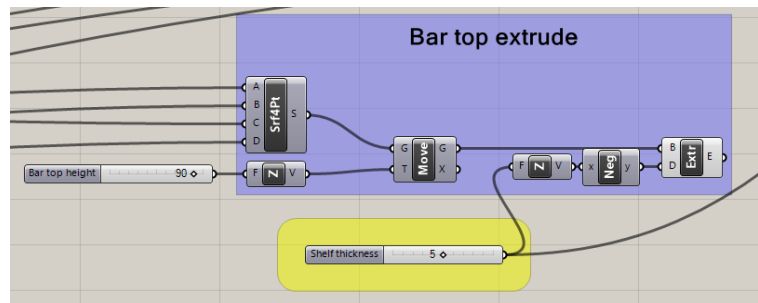 Bar top extrude
A
B
C
D
Srf4Pt
S
G
T
Move
G
X
B
D
Extr
E
Bar top height 90
F Z V
F Z V
x Neg y
Shelf thickness 5